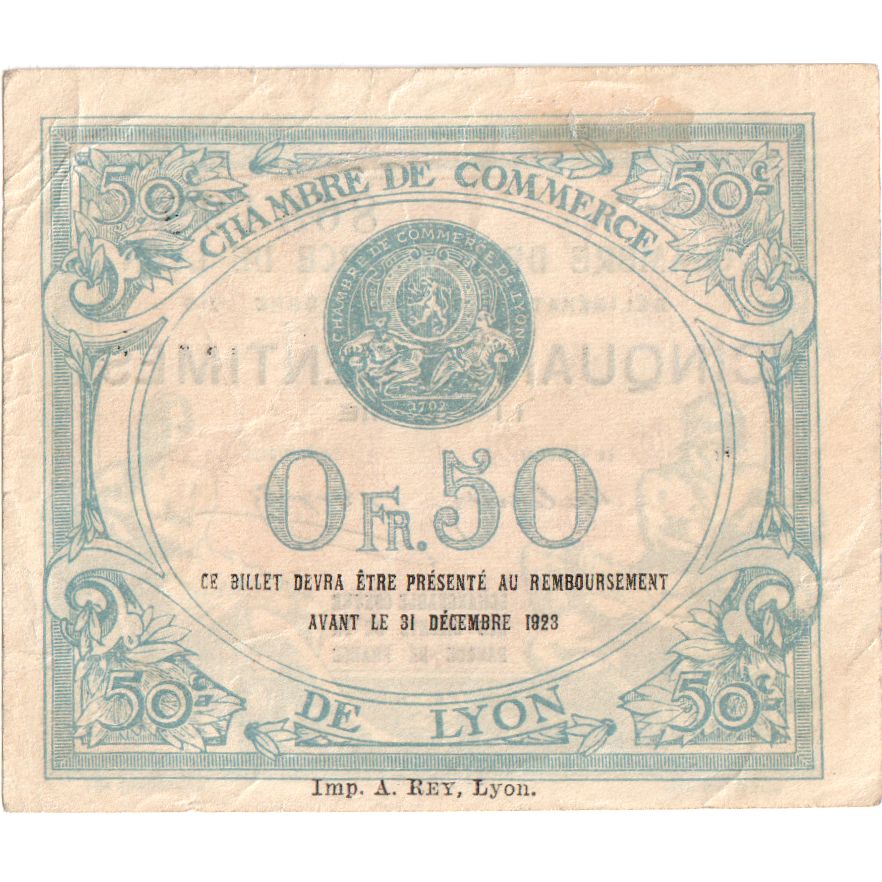 50c 50c
CHAMBRE DE COMMERCE
CHAMBRE DE COMMERCE DE LYON
1702
0 FR. 50
CE BILLET DEVRA ÊTRE PRÉSENTÉ AU REMBOURSEMENT
AVANT LE 31 DÉCEMBRE 1923
50c 50c
DE LYON
Imp. A. REY, Lyon.